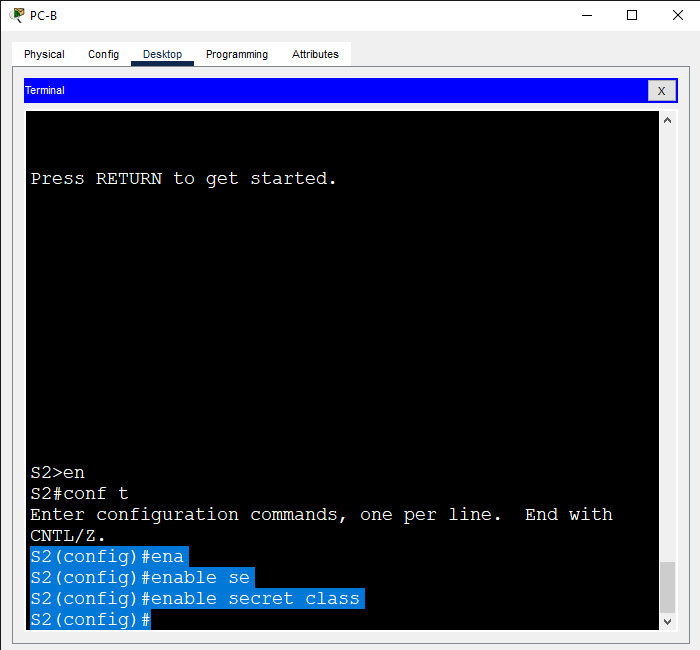 PC-B
Physical Config Desktop Programming Attributes
Terminal X
Press RETURN to get started.
S2>en
S2#conf t
Enter configuration commands, one per line.  End with
CNTL/Z.
S2(config)#ena
S2(config)#enable se
S2(config)#enable secret class
S2(config)#